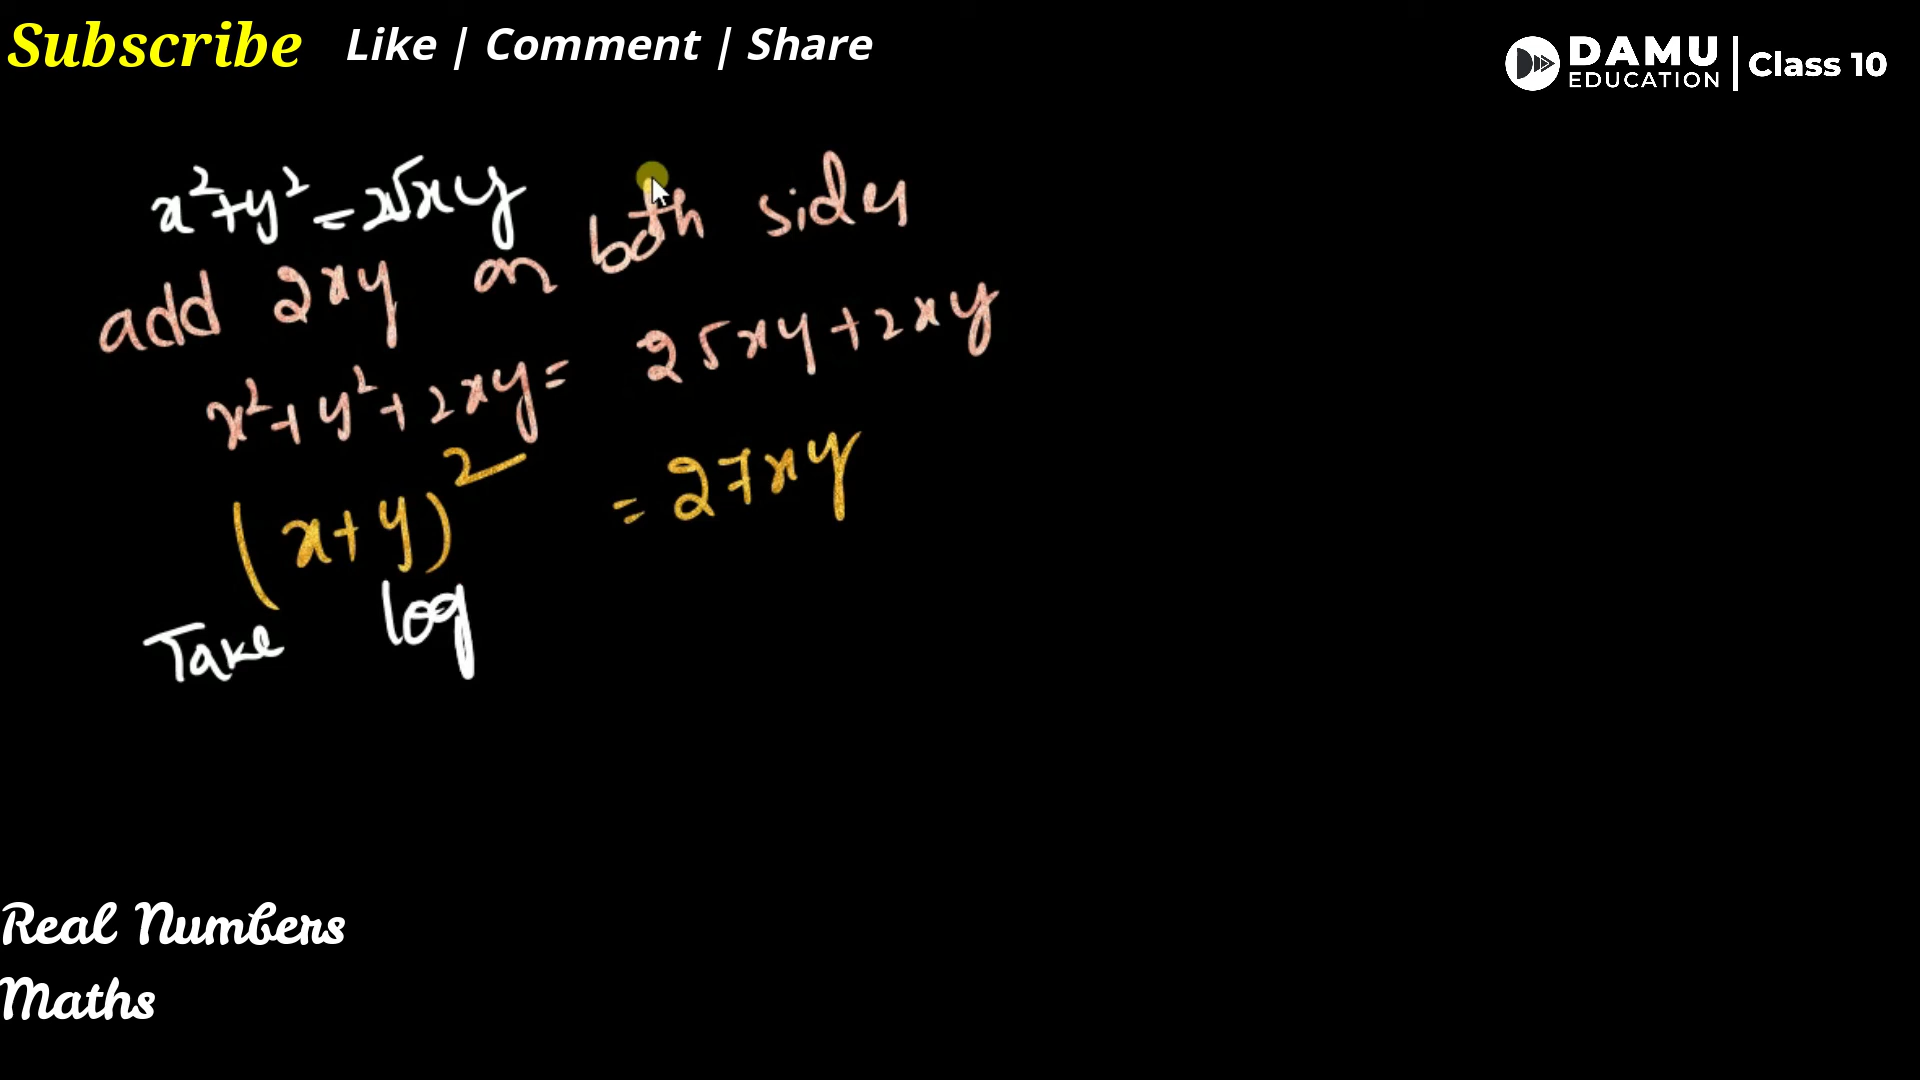 Subscribe Like | Comment | Share
DAMU EDUCATION | Class 10
x²+y²=25xy
add 2xy on both sides
x²+y²+2xy= 25xy+2xy
(x+y)² =27xy
Take log
Real Numbers
Maths